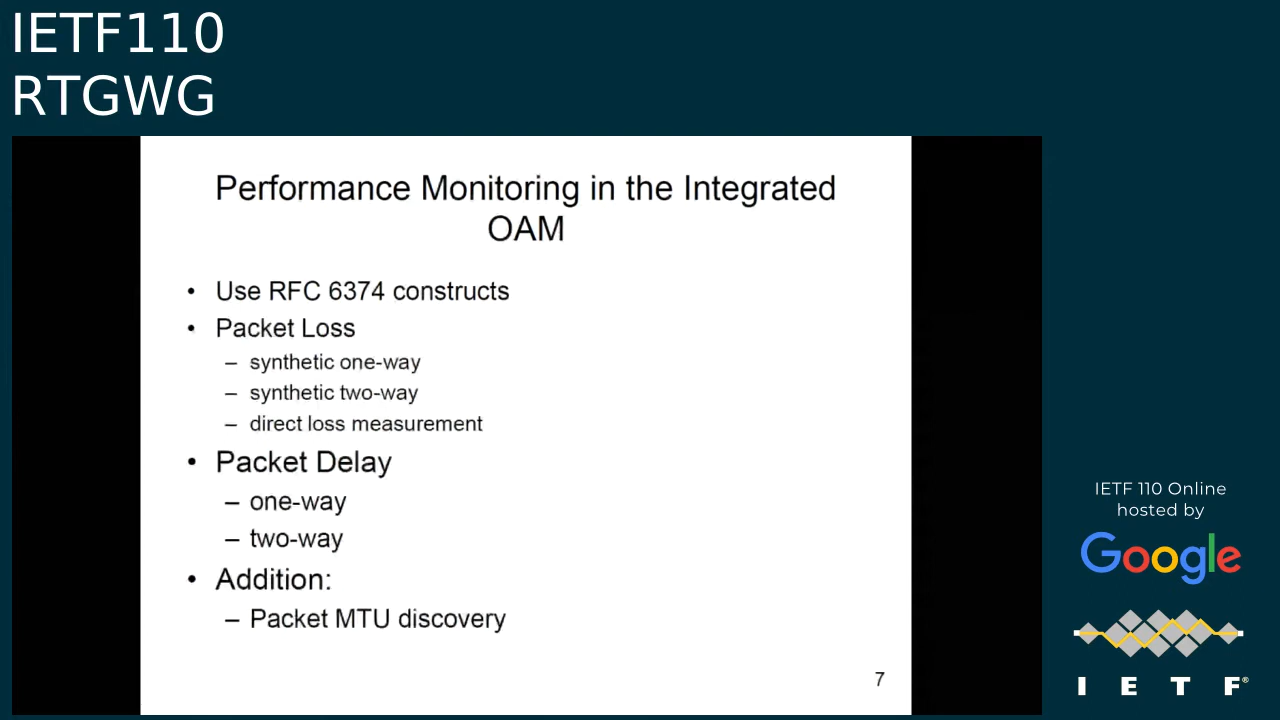 IETF110
RTGWG
Performance Monitoring in the Integrated
OAM
• Use RFC 6374 constructs
• Packet Loss
– synthetic one-way
– synthetic two-way
– direct loss measurement
• Packet Delay
– one-way
– two-way
• Addition:
– Packet MTU discovery
7
IETF 110 Online
hosted by
Google
I E T F®